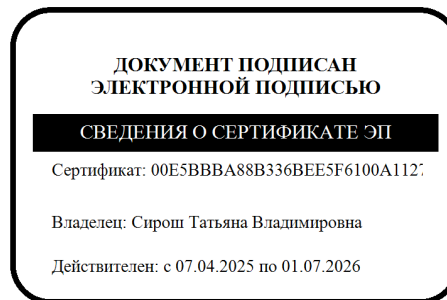 ДОКУМЕНТ ПОДПИСАН
ЭЛЕКТРОННОЙ ПОДПИСЬЮ
СВЕДЕНИЯ О СЕРТИФИКАТЕ ЭП
Сертификат: 00E5BBBA88B336BEE5F6100A1127
Владелец: Сирош Татьяна Владимировна
Действителен: с 07.04.2025 по 01.07.2026